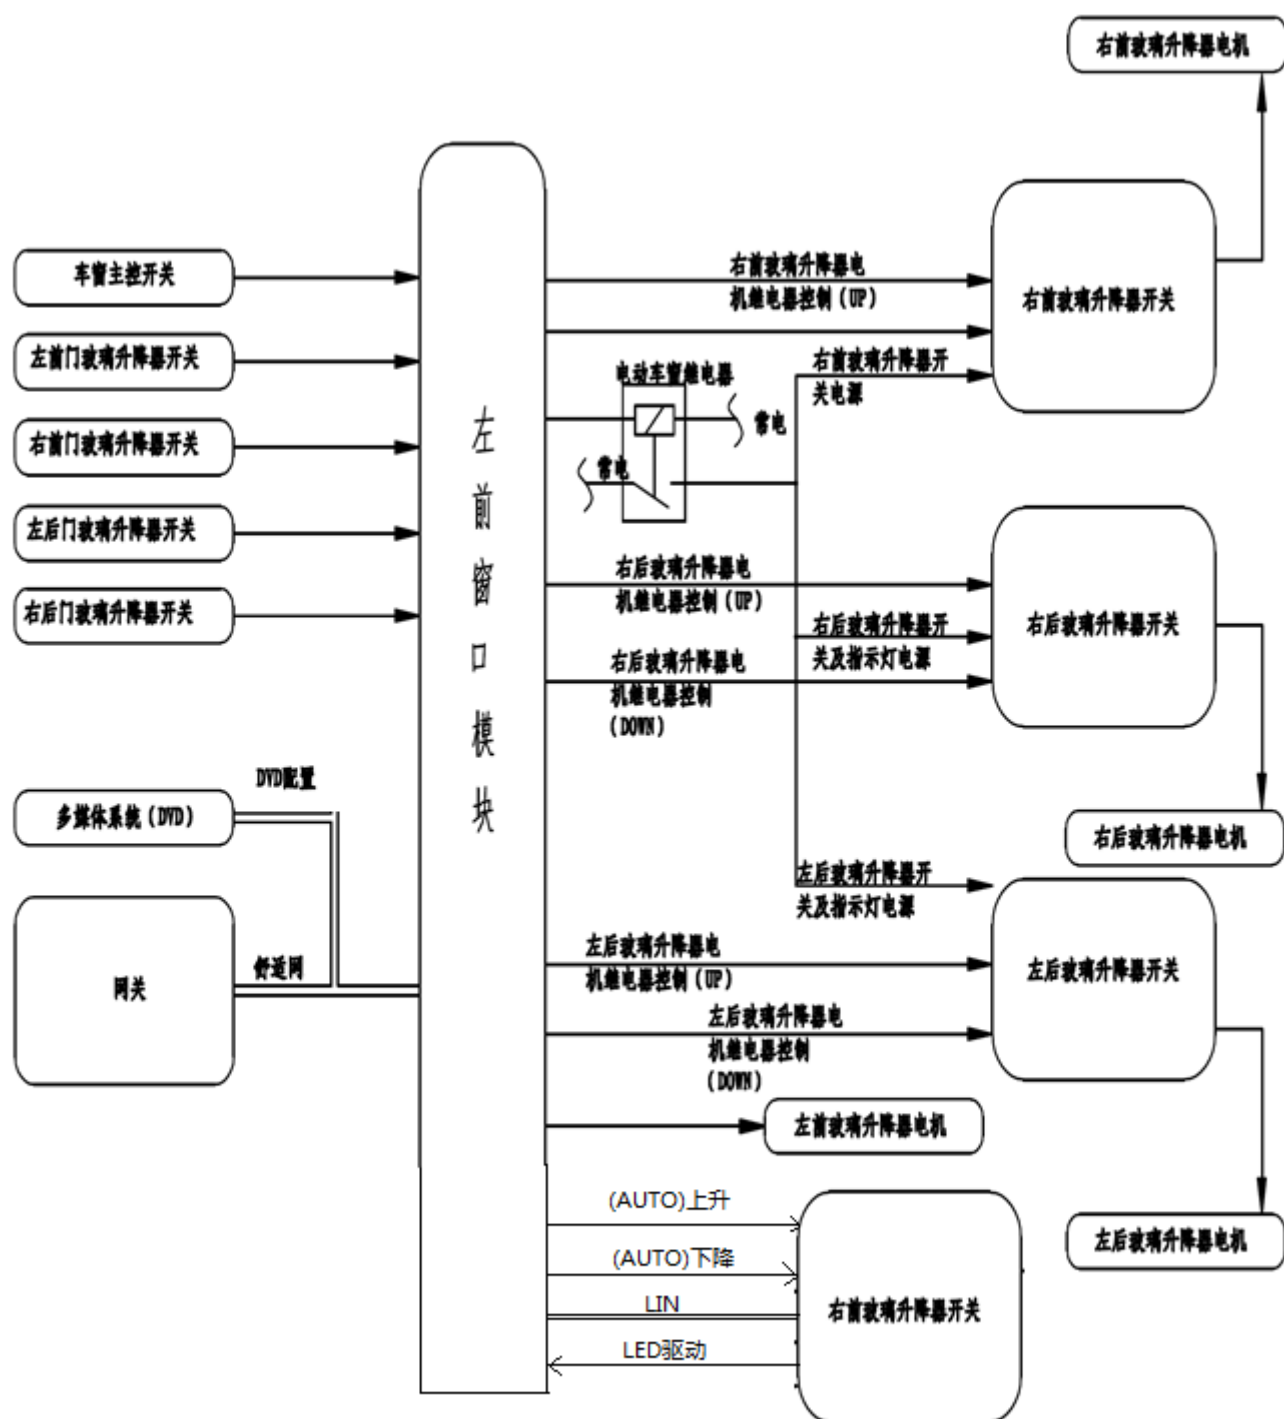 右前玻璃升降器电机
车窗主控开关
左前门玻璃升降器开关
右前门玻璃升降器开关
左后门玻璃升降器开关
右后门玻璃升降器开关
DVD配置
多媒体系统(DVD)
舒适网
网关
左前窗口模块
右前玻璃升降器电
机继电器控制(UP)
右前玻璃升降器开关
电动车窗继电器
常电
常电
右前玻璃升降器开
关电源
右后玻璃升降器电
机继电器控制(UP)
右后玻璃升降器开
关及指示灯电源
右后玻璃升降器电
机继电器控制
(DOWN)
右后玻璃升降器开关
右后玻璃升降器电机
左后玻璃升降器开
关及指示灯电源
左后玻璃升降器电
机继电器控制(UP)
左后玻璃升降器开关
左后玻璃升降器电
机继电器控制
(DOWN)
左前玻璃升降器电机
左后玻璃升降器电机
(AUTO)上升
(AUTO)下降
LIN
LED驱动
右前玻璃升降器开关